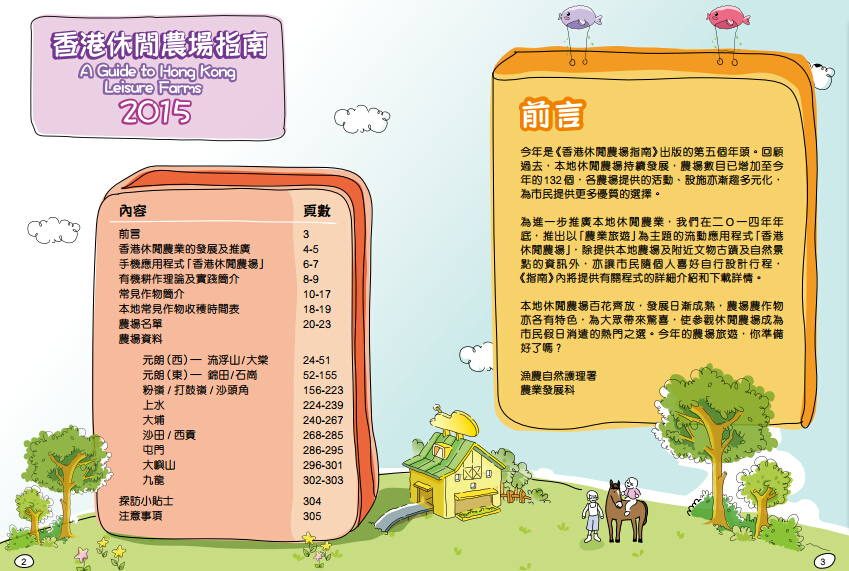 香港休閒農場指南
A Guide to Hong Kong
Leisure Farms
2015
內容 頁數
前言 3
香港休閒農業的發展及推廣 4-5
手機應用程式「香港休閒農場」 6-7
有機耕作理論及實踐簡介 8-9
常見作物簡介 10-17
本地常見作物收穫時間表 18-19
農場名單 20-23
農場資料
元朗（西）— 流浮山/大棠 24-51
元朗（東）— 錦田/石崗 52-155
粉嶺 / 打鼓嶺 / 沙頭角 156-223
上水 224-239
大埔 240-267
沙田 / 西貢 268-285
屯門 286-295
大嶼山 296-301
九龍 302-303
探訪小貼士 304
注意事項 305
2
前言
今年是《香港休閒農場指南》出版的第五個年頭。回顧
過去，本地休閒農場持續發展，農場數目已增加至今
年的132個，各農場提供的活動、設施亦漸趨多元化，
為市民提供更多優質的選擇。
為進一步推廣本地休閒農業，我們在二○一四年年
底，推出以「農業旅遊」為主題的流動應用程式「香港
休閒農場」，除提供本地農場及附近文物古蹟及自然景
點的資訊外，亦讓市民隨個人喜好自行設計行程，
《指南》內將提供有關程式的詳細介紹和下載詳情。
本地休閒農場百花齊放，發展日漸成熟，農場農作物
亦各有特色，為大眾帶來驚喜，使參觀休閒農場成為
市民假日消遣的熱門之選。今年的農場旅遊，你準備
好了嗎？
漁農自然護理署
農業發展科
3